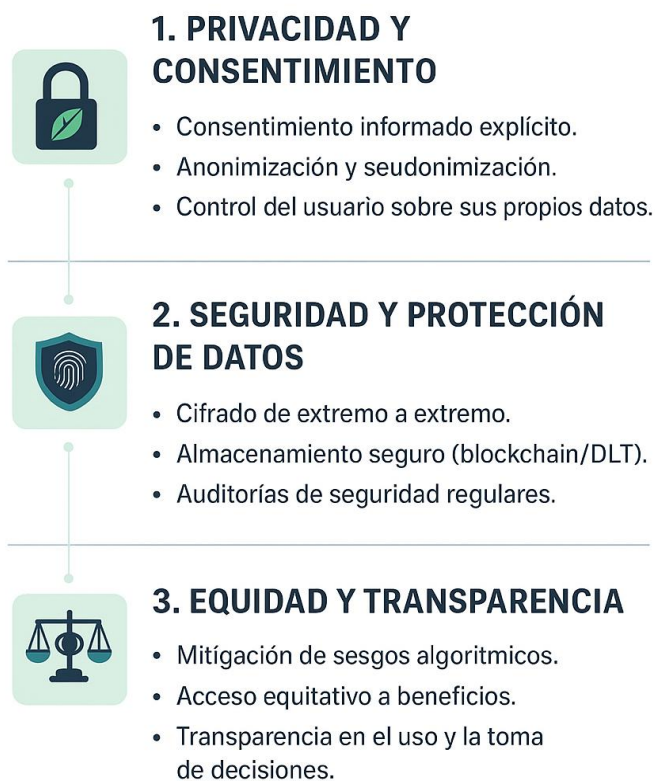 1. PRIVACIDAD Y
CONSENTIMIENTO
• Consentimiento informado explícito.
• Anonimización y seudonimización.
• Control del usuario sobre sus propios datos.
2. SEGURIDAD Y PROTECCIÓN
DE DATOS
• Cifrado de extremo a extremo.
• Almacenamiento seguro (blockchain/DLT).
• Auditorías de seguridad regulares.
3. EQUIDAD Y TRANSPARENCIA
• Mitigación de sesgos algoritmicos.
• Acceso equitativo a beneficios.
• Transparencia en el uso y la toma
de decisiones.